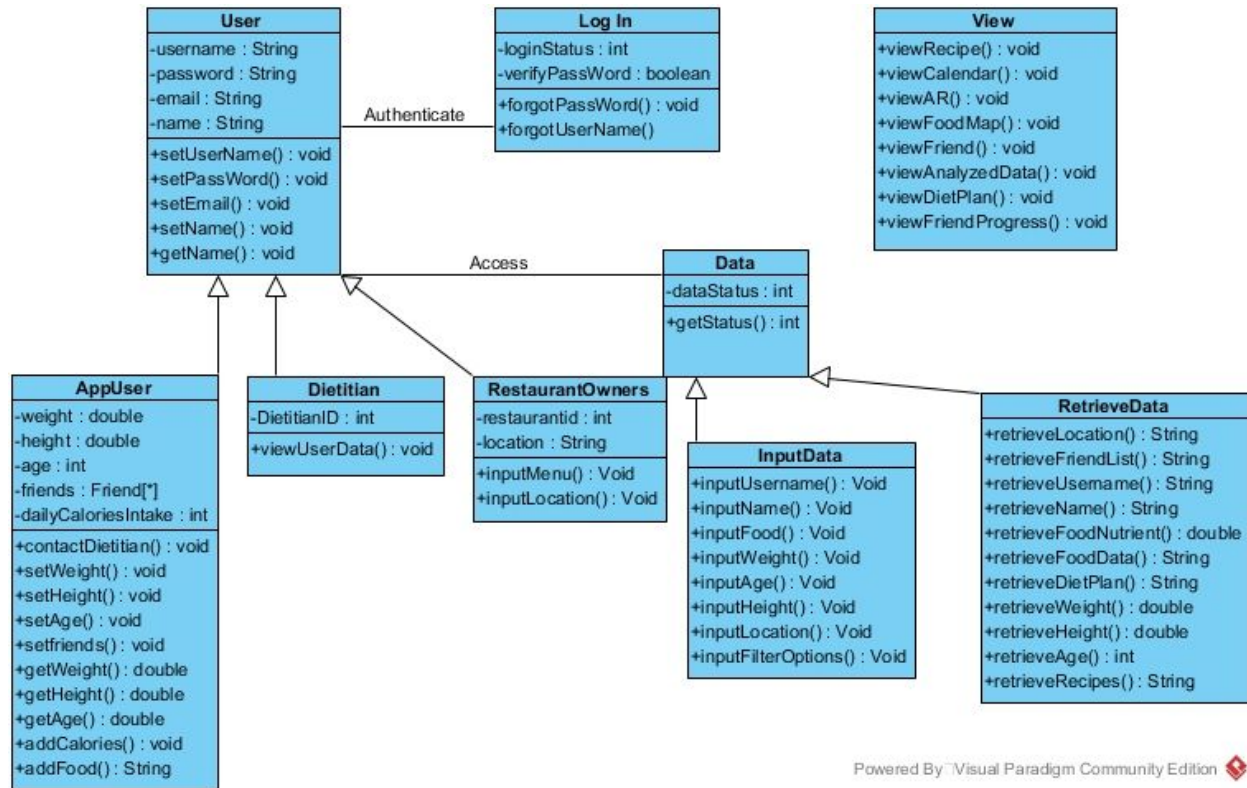 User
-username : String
-password : String
-email : String
-name : String
+setUserName() : void
+setPassWord() : void
+setEmail() : void
+setName() : void
+getName() : void
Authenticate
Log In
-loginStatus : int
-verifyPassWord : boolean
+forgotPassWord() : void
+forgotUserName()
View
+viewRecipe() : void
+viewCalendar() : void
+viewAR() : void
+viewFoodMap() : void
+viewFriend() : void
+viewAnalyzedData() : void
+viewDietPlan() : void
+viewFriendProgress() : void
Access
Data
-dataStatus : int
+getStatus() : int
AppUser
-weight : double
-height : double
-age : int
-friends : Friend[*]
-dailyCaloriesIntake : int
+contactDietitian() : void
+setWeight() : void
+setHeight() : void
+setAge() : void
+setfriends() : void
+getWeight() : double
+getHeight() : double
+getAge() : double
+addCalories() : void
+addFood() : String
Dietitian
-DietitianID : int
+viewUserData() : void
RestaurantOwners
-restaurantid : int
-location : String
+inputMenu() : Void
+inputLocation() : Void
InputData
+inputUsername() : Void
+inputName() : Void
+inputFood() : Void
+inputWeight() : Void
+inputAge() : Void
+inputHeight() : Void
+inputLocation() : Void
+inputFilterOptions() : Void
RetrieveData
+retrieveLocation() : String
+retrieveFriendList() : String
+retrieveUsername() : String
+retrieveName() : String
+retrieveFoodNutrient() : double
+retrieveFoodData() : String
+retrieveDietPlan() : String
+retrieveWeight() : double
+retrieveHeight() : double
+retrieveAge() : int
+retrieveRecipes() : String
Powered By Visual Paradigm Community Edition